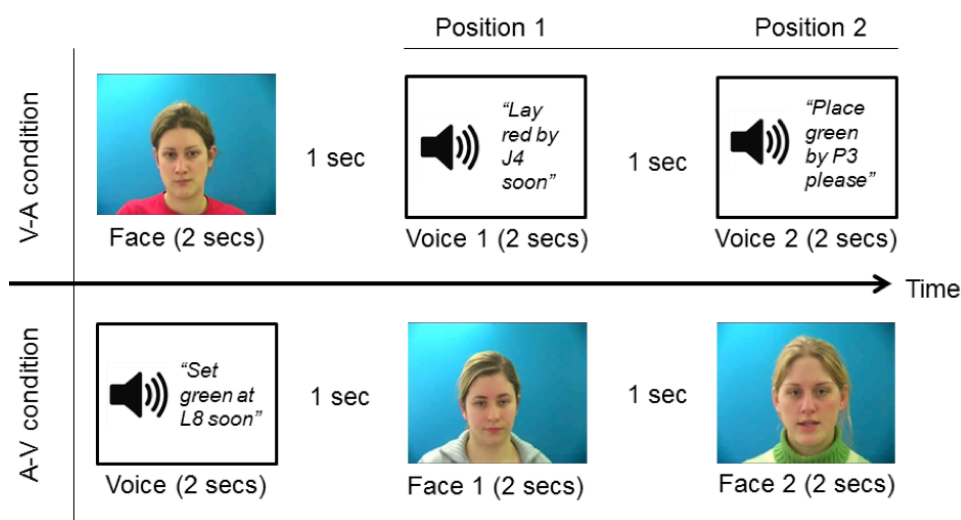 Position 1
Position 2
V-A condition
“Lay
red by
J4
soon”
“Place
green
by P3
please”
1 sec
1 sec
Face (2 secs)
Voice 1 (2 secs)
Voice 2 (2 secs)
Time
A-V condition
“Set
green at
L8 soon”
1 sec
1 sec
Voice (2 secs)
Face 1 (2 secs)
Face 2 (2 secs)